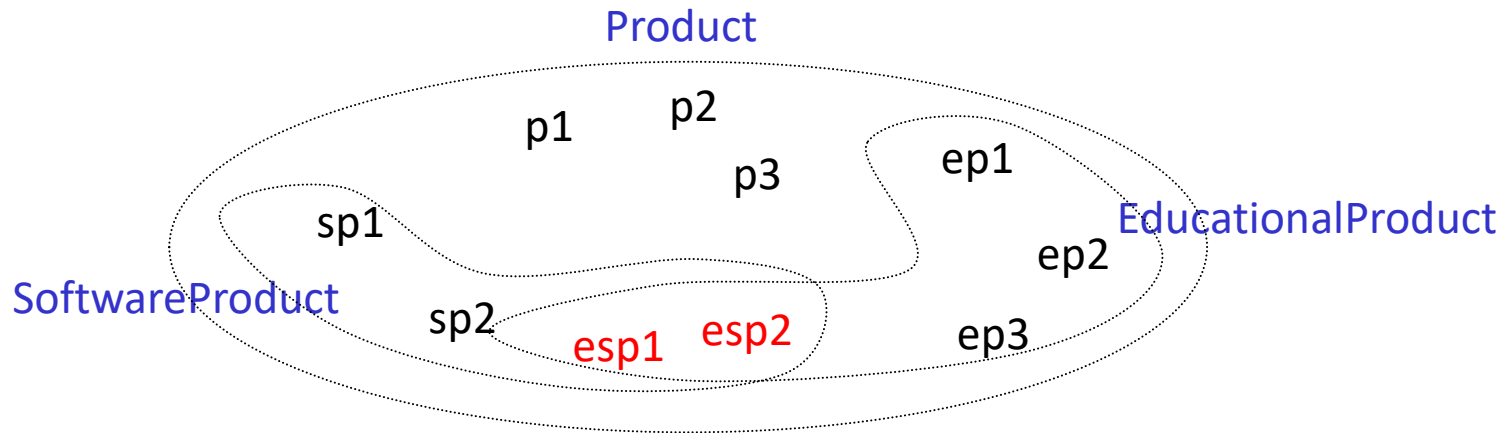 Product
p1
p2
p3
ep1
sp1
EducationalProduct
ep2
SoftwareProduct
sp2
esp1
esp2
ep3